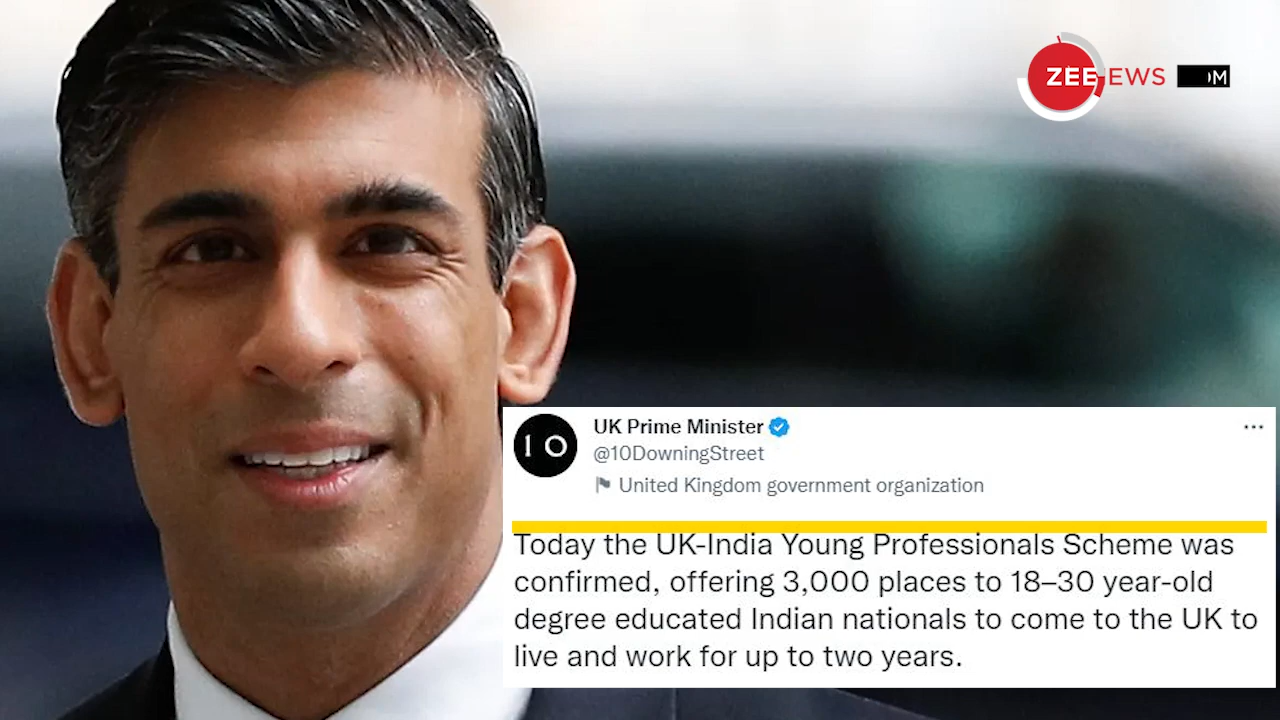 ZEE EWS
UK Prime Minister
@10DowningStreet
10
United Kingdom government organization
Today the UK-India Young Professionals Scheme was
confirmed, offering 3,000 places to 18–30 year-old
degree educated Indian nationals to come to the UK to
live and work for up to two years.